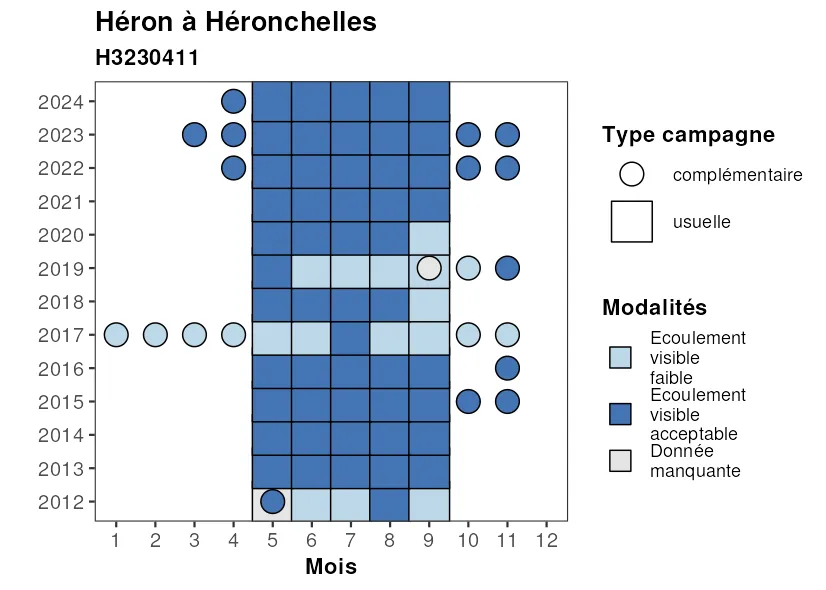 Héron à Héronchelles
H3230411
2024
2023
2022
2021
2020
2019
2018
2017
2016
2015
2014
2013
2012
1 2 3 4 5 6 7 8 9 10 11 12
Mois
Type campagne
complémentaire
usuelle
Modalités
Ecoulement
visible
faible
Ecoulement
visible
acceptable
Donnée
manquante